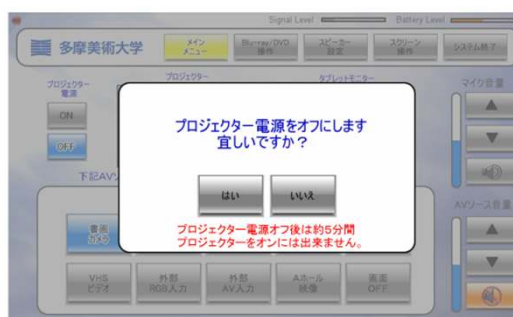 Signal Level
Battery Level
多摩美術大学
メイン
メニュー
Blu-ray/DVD
操作
スピーカー
設定
スクリーン
操作
システム終了
プロジェクター
電源
プロジェクター
タブレットモニター
マイク音量
ON
OFF
プロジェクター電源をオフにします
宜しいですか？
はい
いいえ
プロジェクター電源オフ後は約5分間
プロジェクターをオンには出来ません。
下記AV
AVソース音量
書画
カメラ
VHS
ビデオ
外部
RGB入力
外部
AV入力
Aホール
映像
画面
OFF